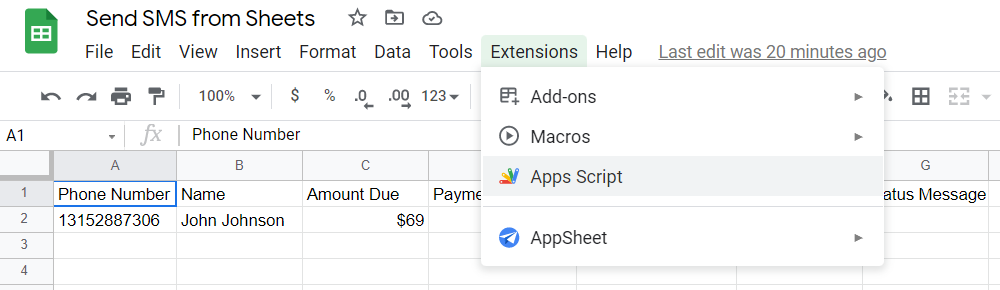 Send SMS from Sheets
File Edit View Insert Format Data Tools Extensions Help Last edit was 20 minutes ago
100% $ % .0 .00 123
Add-ons
Macros
Apps Script
AppSheet
A1 fx Phone Number
A B C G
1 Phone Number Name Amount Due Payme atus Message
2 13152887306 John Johnson $69
3
4